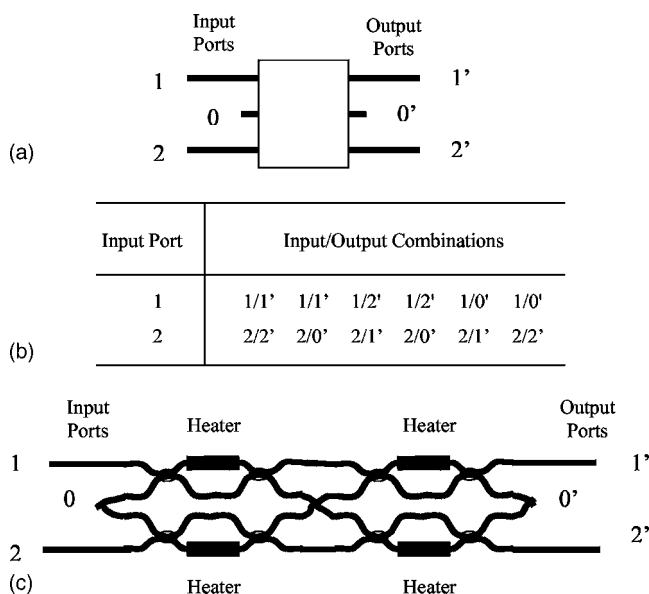 Input
Ports
Output
Ports
1
1’
0
0’
2
2’
(a)
Input Port
Input/Output Combinations
1
1/1’ 1/1’ 1/2' 1/2' 1/0' 1/0'
2
2/2’ 2/0’ 2/1’ 2/0’ 2/1’ 2/2’
(b)
Input
Ports
Heater
Heater
Output
Ports
1
1’
0
0’
2
2’
(c)
Heater
Heater